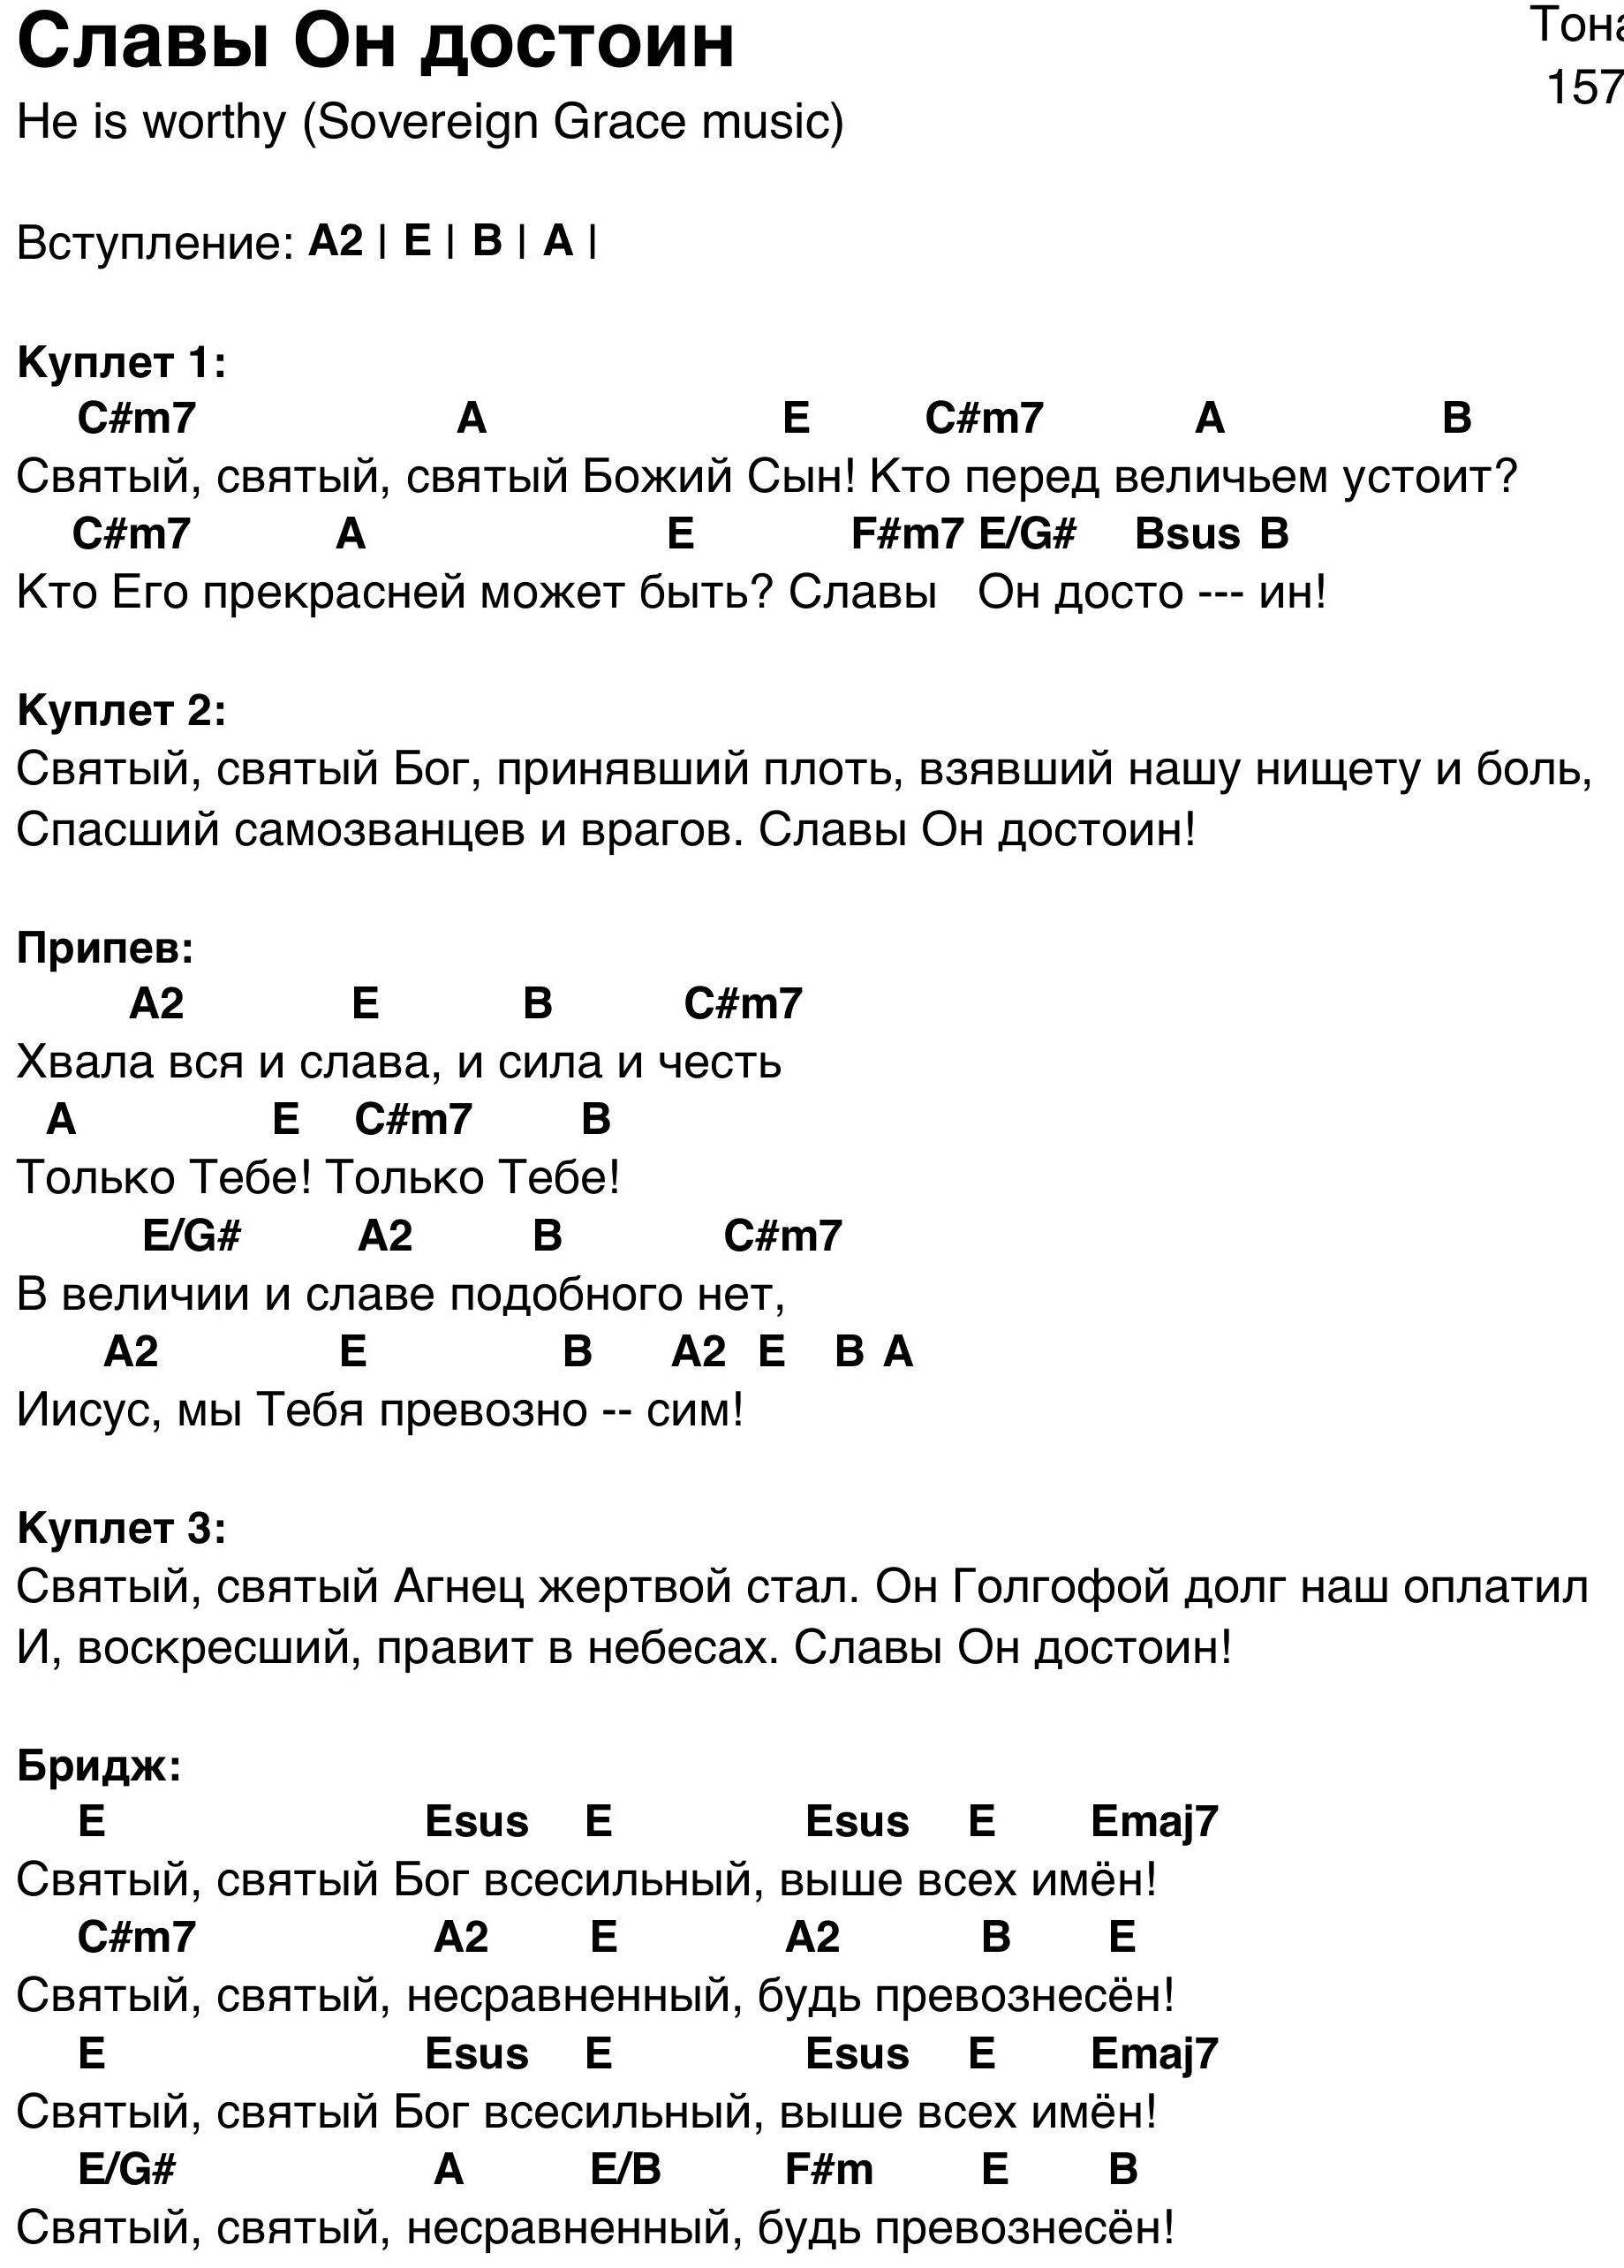 Славы Он достоин
Тона
He is worthy (Sovereign Grace music)
157
Вступление: A2 | E | B | A |
Куплет 1:
C#m7 A E C#m7 A B
Святый, святый, святый Божий Сын! Кто перед величьем устоит?
C#m7 A E F#m7 E/G# Bsus B
Кто Его прекрасней может быть? Славы Он досто --- ин!
Куплет 2:
Святый, святый Бог, принявший плоть, взявший нашу нищету и боль,
Спасший самозванцев и врагов. Славы Он достоин!
Припев:
A2 E B C#m7
Хвала вся и слава, и сила и честь
A E C#m7 B
Только Тебе! Только Тебе!
E/G# A2 B C#m7
В величии и славе подобного нет,
A2 E B A2 E B A
Иисус, мы Тебя превозно -- сим!
Куплет 3:
Святый, святый Агнец жертвой стал. Он Голгофой долг наш оплатил
И, воскресший, правит в небесах. Славы Он достоин!
Бридж:
E Esus E Esus E Emaj7
Святый, святый Бог всесильный, выше всех имён!
C#m7 A2 E A2 B E
Святый, святый, несравненный, будь превознесён!
E Esus E Esus E Emaj7
Святый, святый Бог всесильный, выше всех имён!
E/G# A E/B F#m E B
Святый, святый, несравненный, будь превознесён!